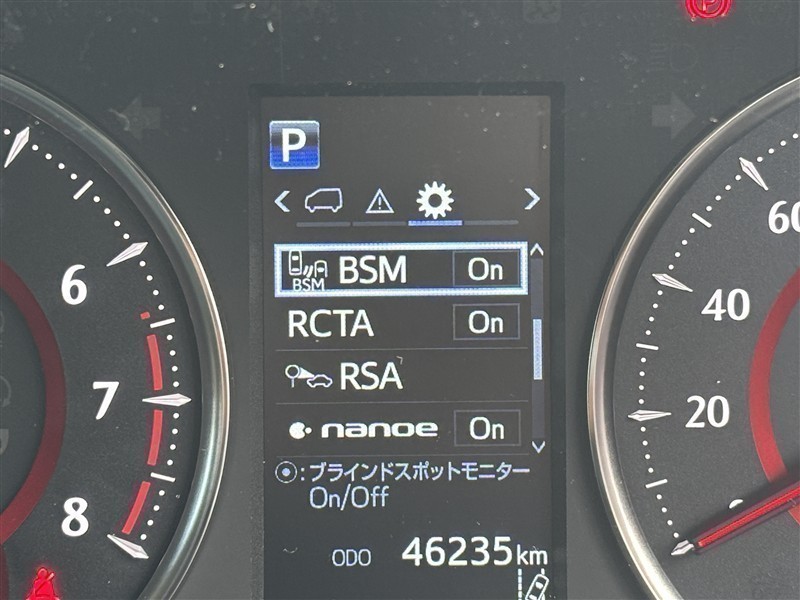 P
BSM
BSM On
RCTA On
RSA
nanoe On
:ブラインドスポットモニター
On/Off
ODO 46235km
6
7
8
60
40
20